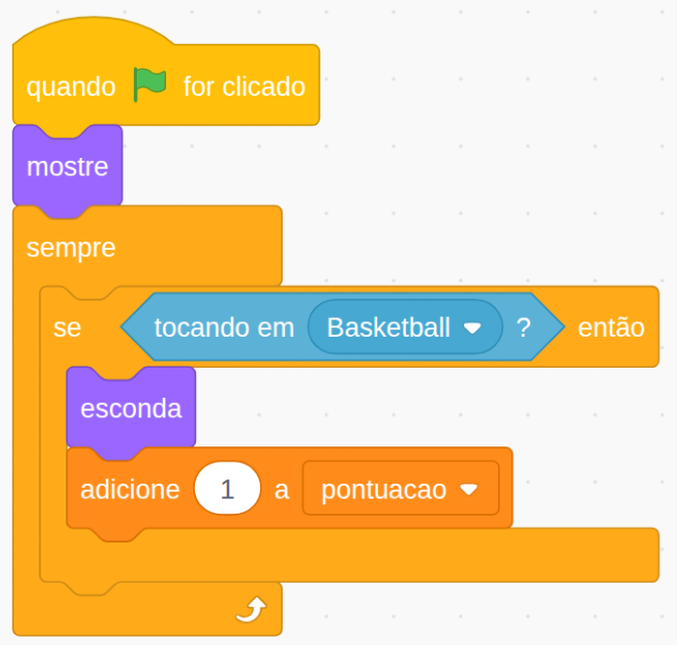 quando for clicado
mostre
sempre
se tocando em Basketball ? então
esconda
adicione 1 a pontuacao